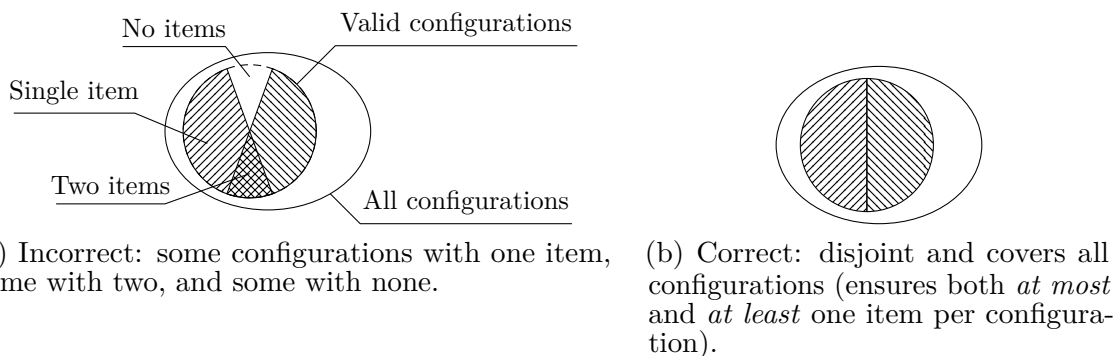 No items
Valid configurations
Single item
Two items
All configurations
) Incorrect: some configurations with one item,
me with two, and some with none.
(b) Correct: disjoint and covers all
configurations (ensures both at most
and at least one item per configura-
tion).